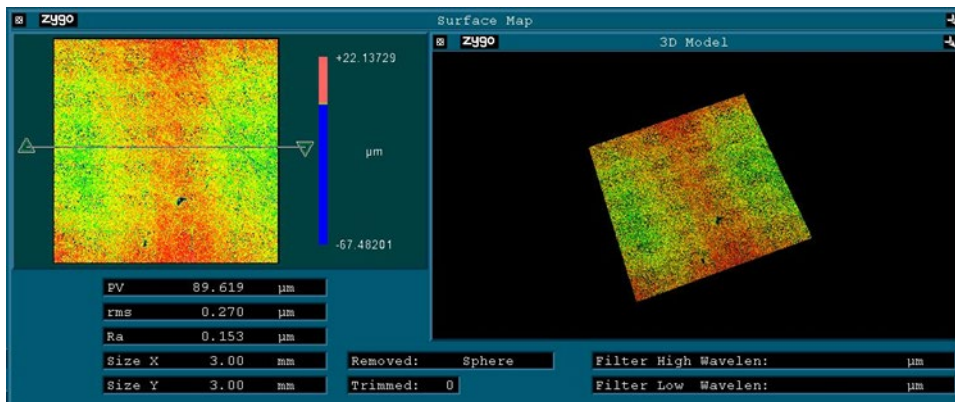 zygo Surface Map
+22.13729
µm
-67.48201
zygo 3D Model
PV 89.619 µm
rms 0.270 µm
Ra 0.153 µm
Size X 3.00 mm
Size Y 3.00 mm
Removed: Sphere
Trimmed: 0
Filter High Wavelen: µm
Filter Low Wavelen: µm